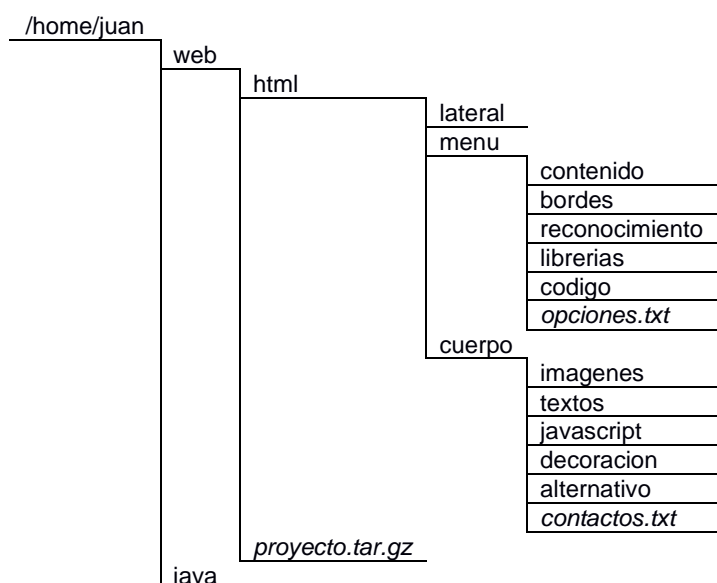 /home/juan
web
html
lateral
menu
contenido
bordes
reconocimiento
librerias
codigo
opciones.txt
cuerpo
imagenes
textos
javascript
decoracion
alternativo
contactos.txt
proyecto.tar.gz
java